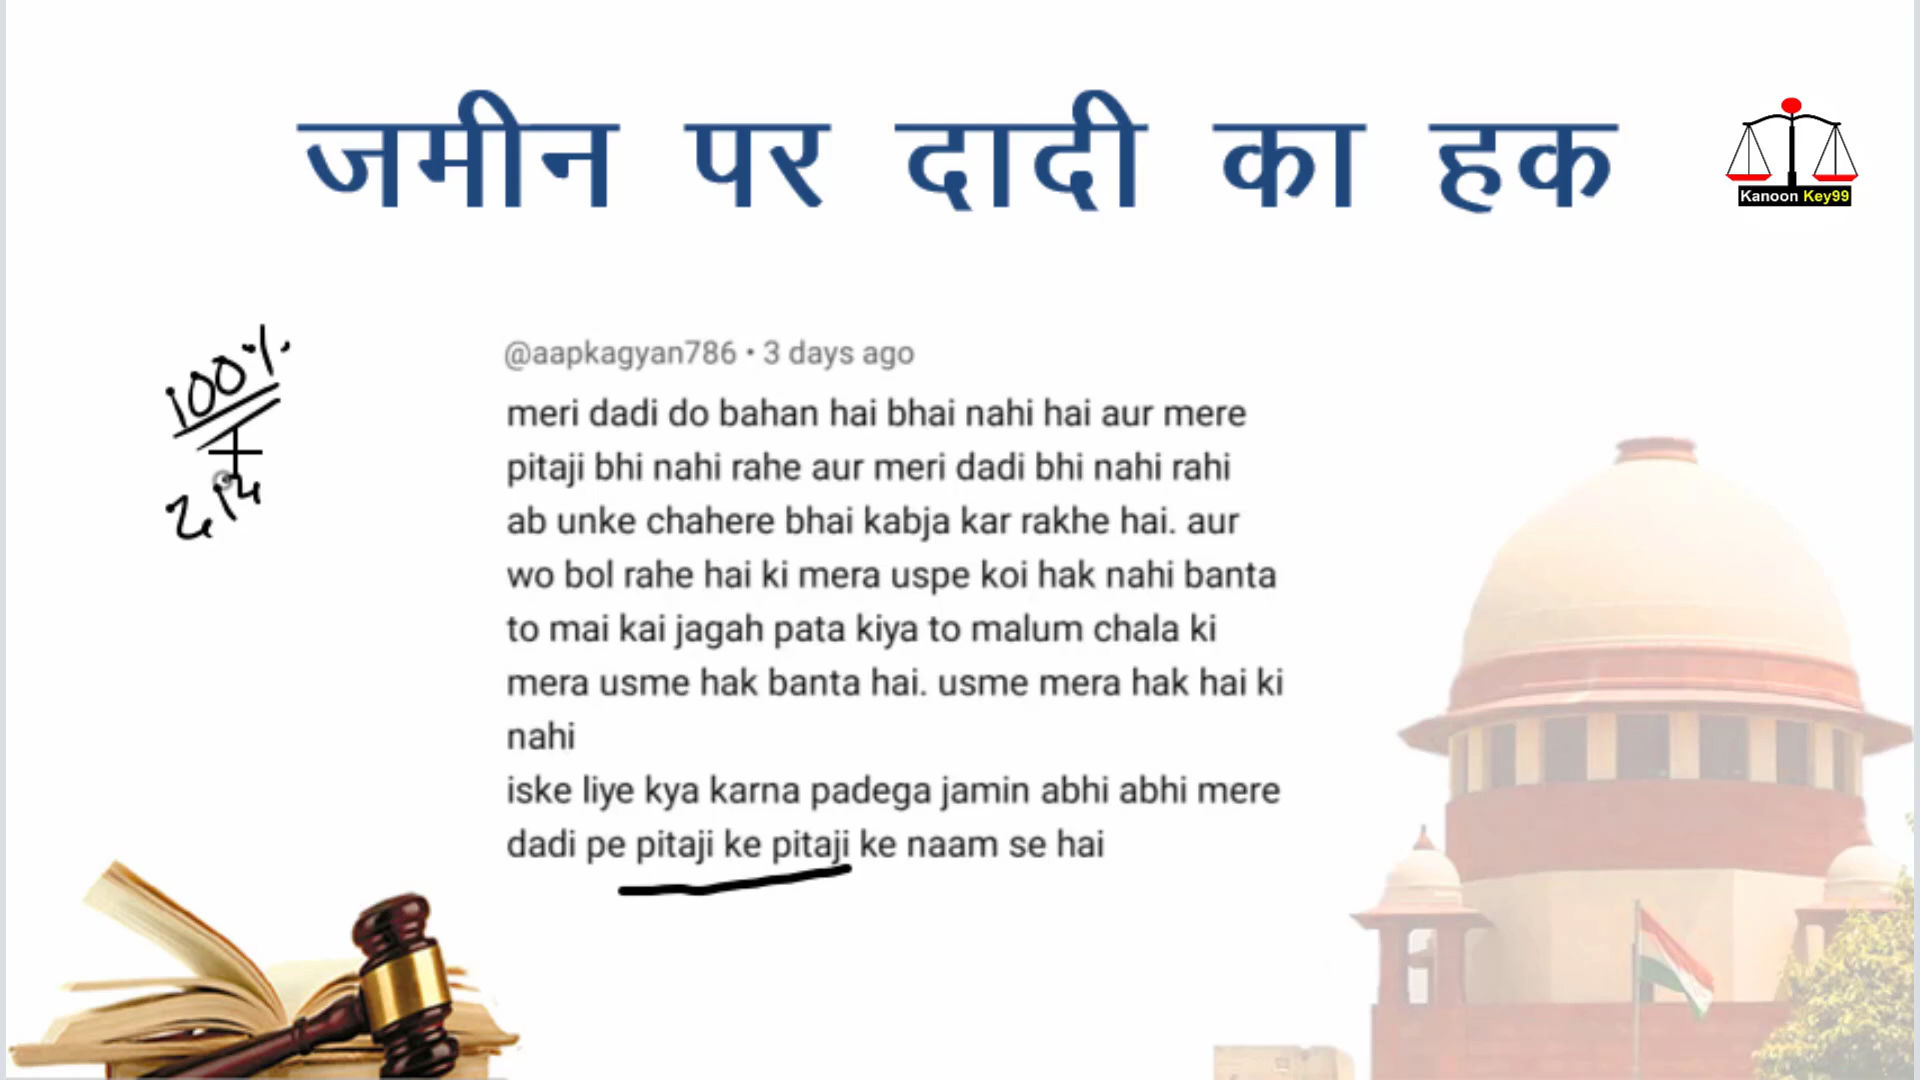 जमीन पर दादी का हक
Kanoon Key99
100%
@aapkagyan786 • 3 days ago
meri dadi do bahan hai bhai nahi hai aur mere
pitaji bhi nahi rahe aur meri dadi bhi nahi rahi
ab unke chahere bhai kabja kar rakhe hai. aur
wo bol rahe hai ki mera uspe koi hak nahi banta
to mai kai jagah pata kiya to malum chala ki
mera usme hak banta hai. usme mera hak hai ki
nahi
iske liye kya karna padega jamin abhi abhi mere
dadi pe pitaji ke pitaji ke naam se hai